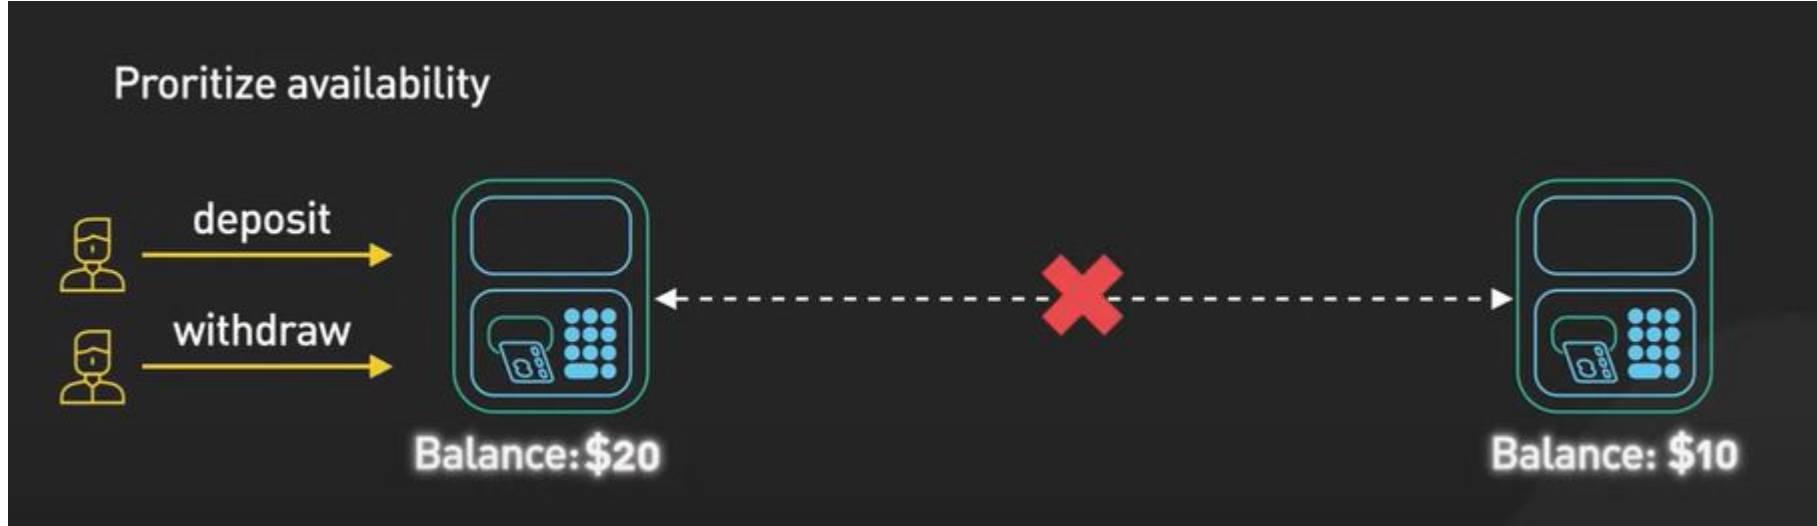 Proritize availability
deposit
withdraw
Balance: $20
Balance: $10